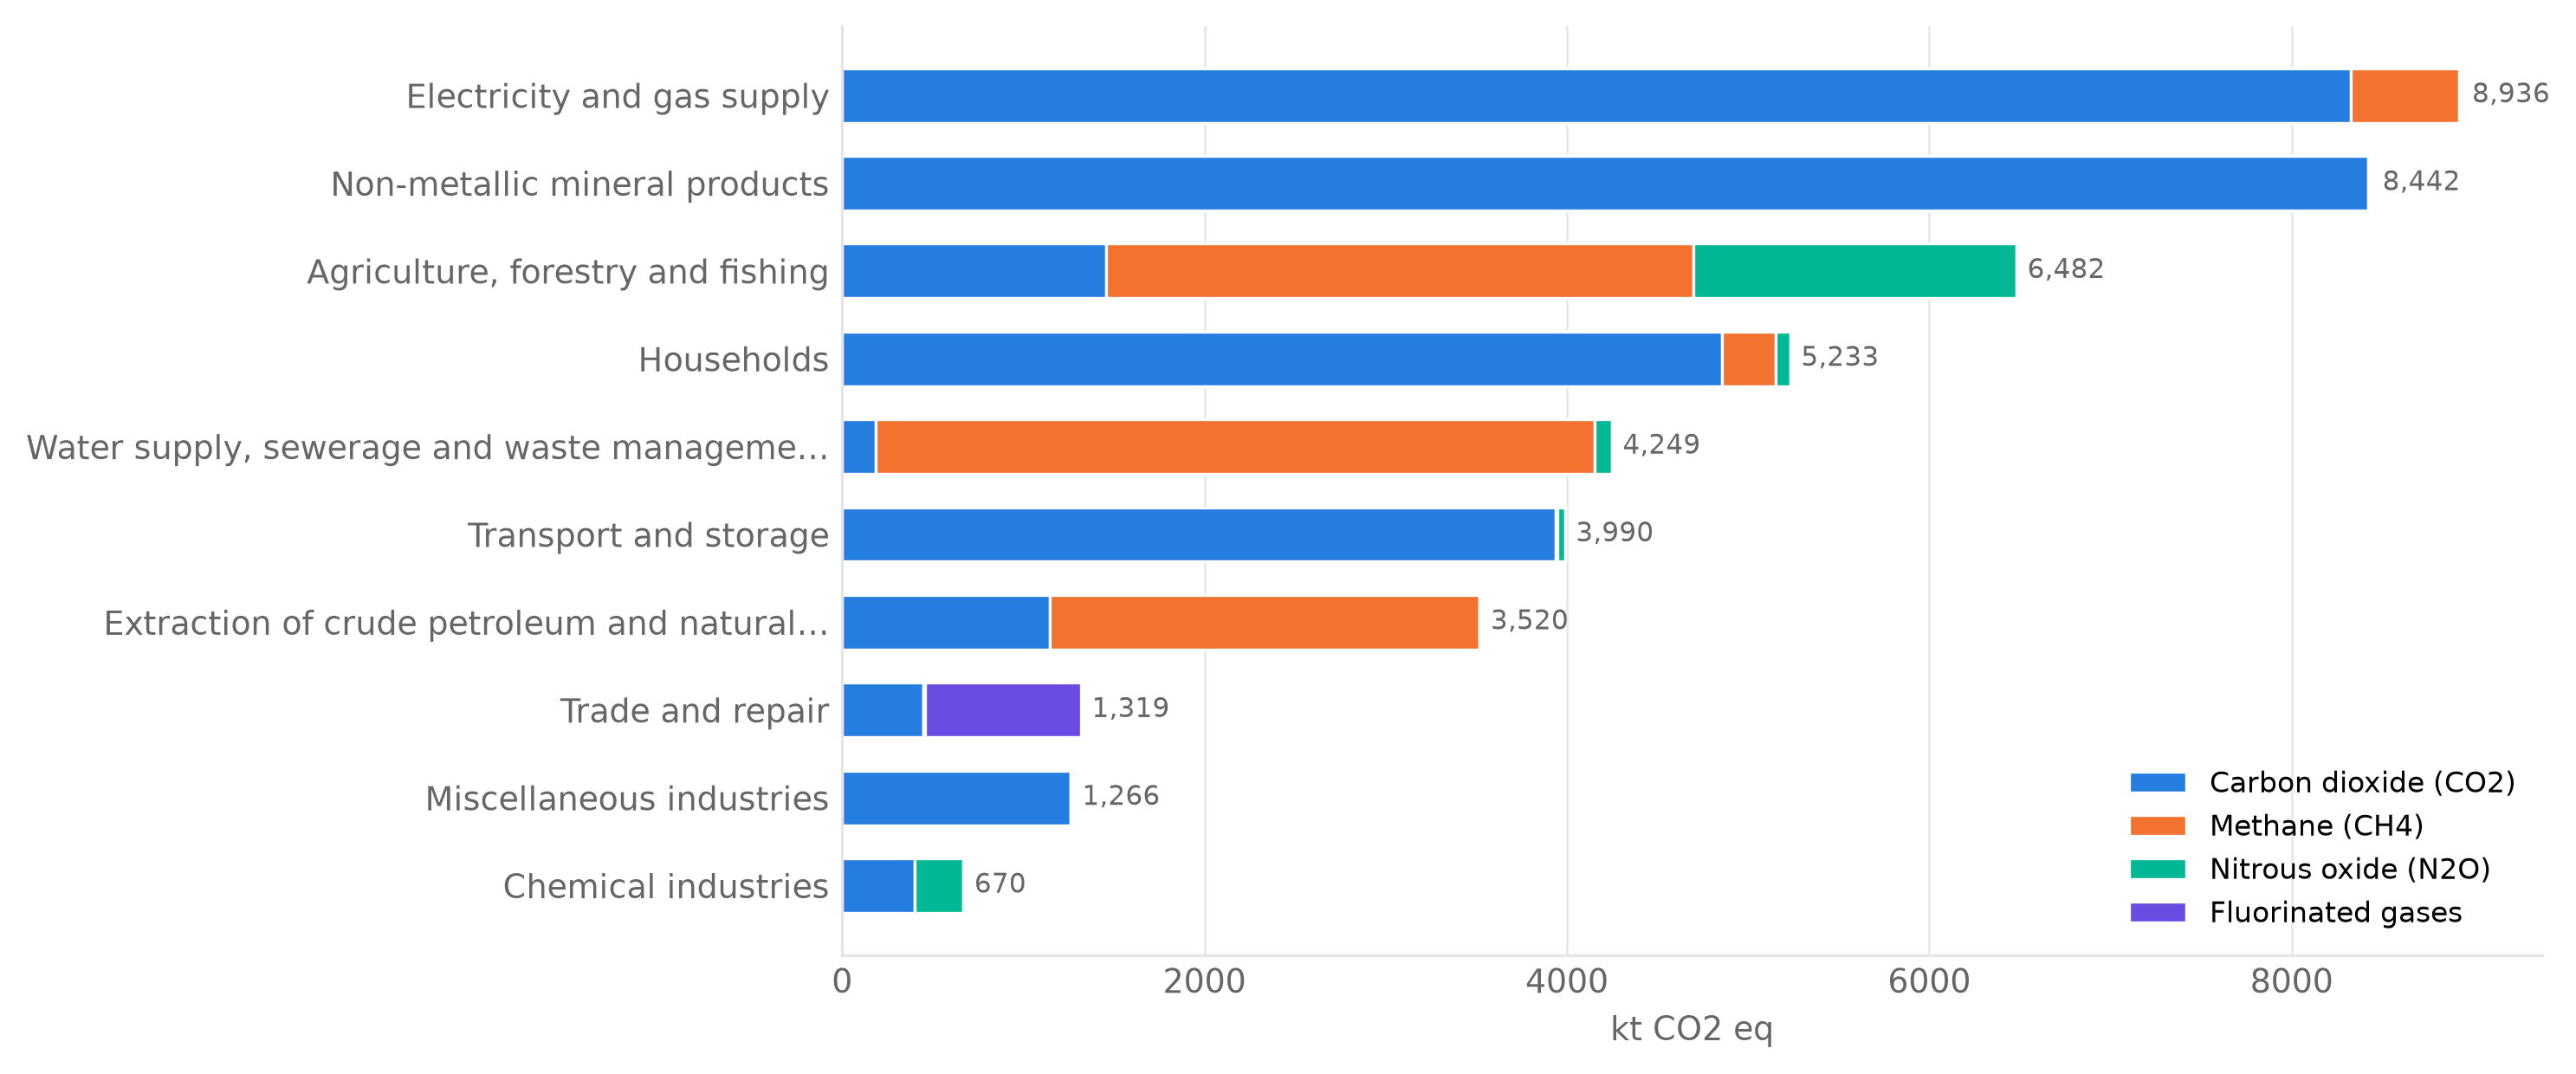 Electricity and gas supply
8,936
Non-metallic mineral products
8,442
Agriculture, forestry and fishing
6,482
Households
5,233
Water supply, sewerage and waste manageme...
4,249
Transport and storage
3,990
Extraction of crude petroleum and natural...
3,520
Trade and repair
1,319
Miscellaneous industries
1,266
Chemical industries
670
Carbon dioxide (CO2)
Methane (CH4)
Nitrous oxide (N2O)
Fluorinated gases
0 2000 4000 6000 8000
kt CO2 eq